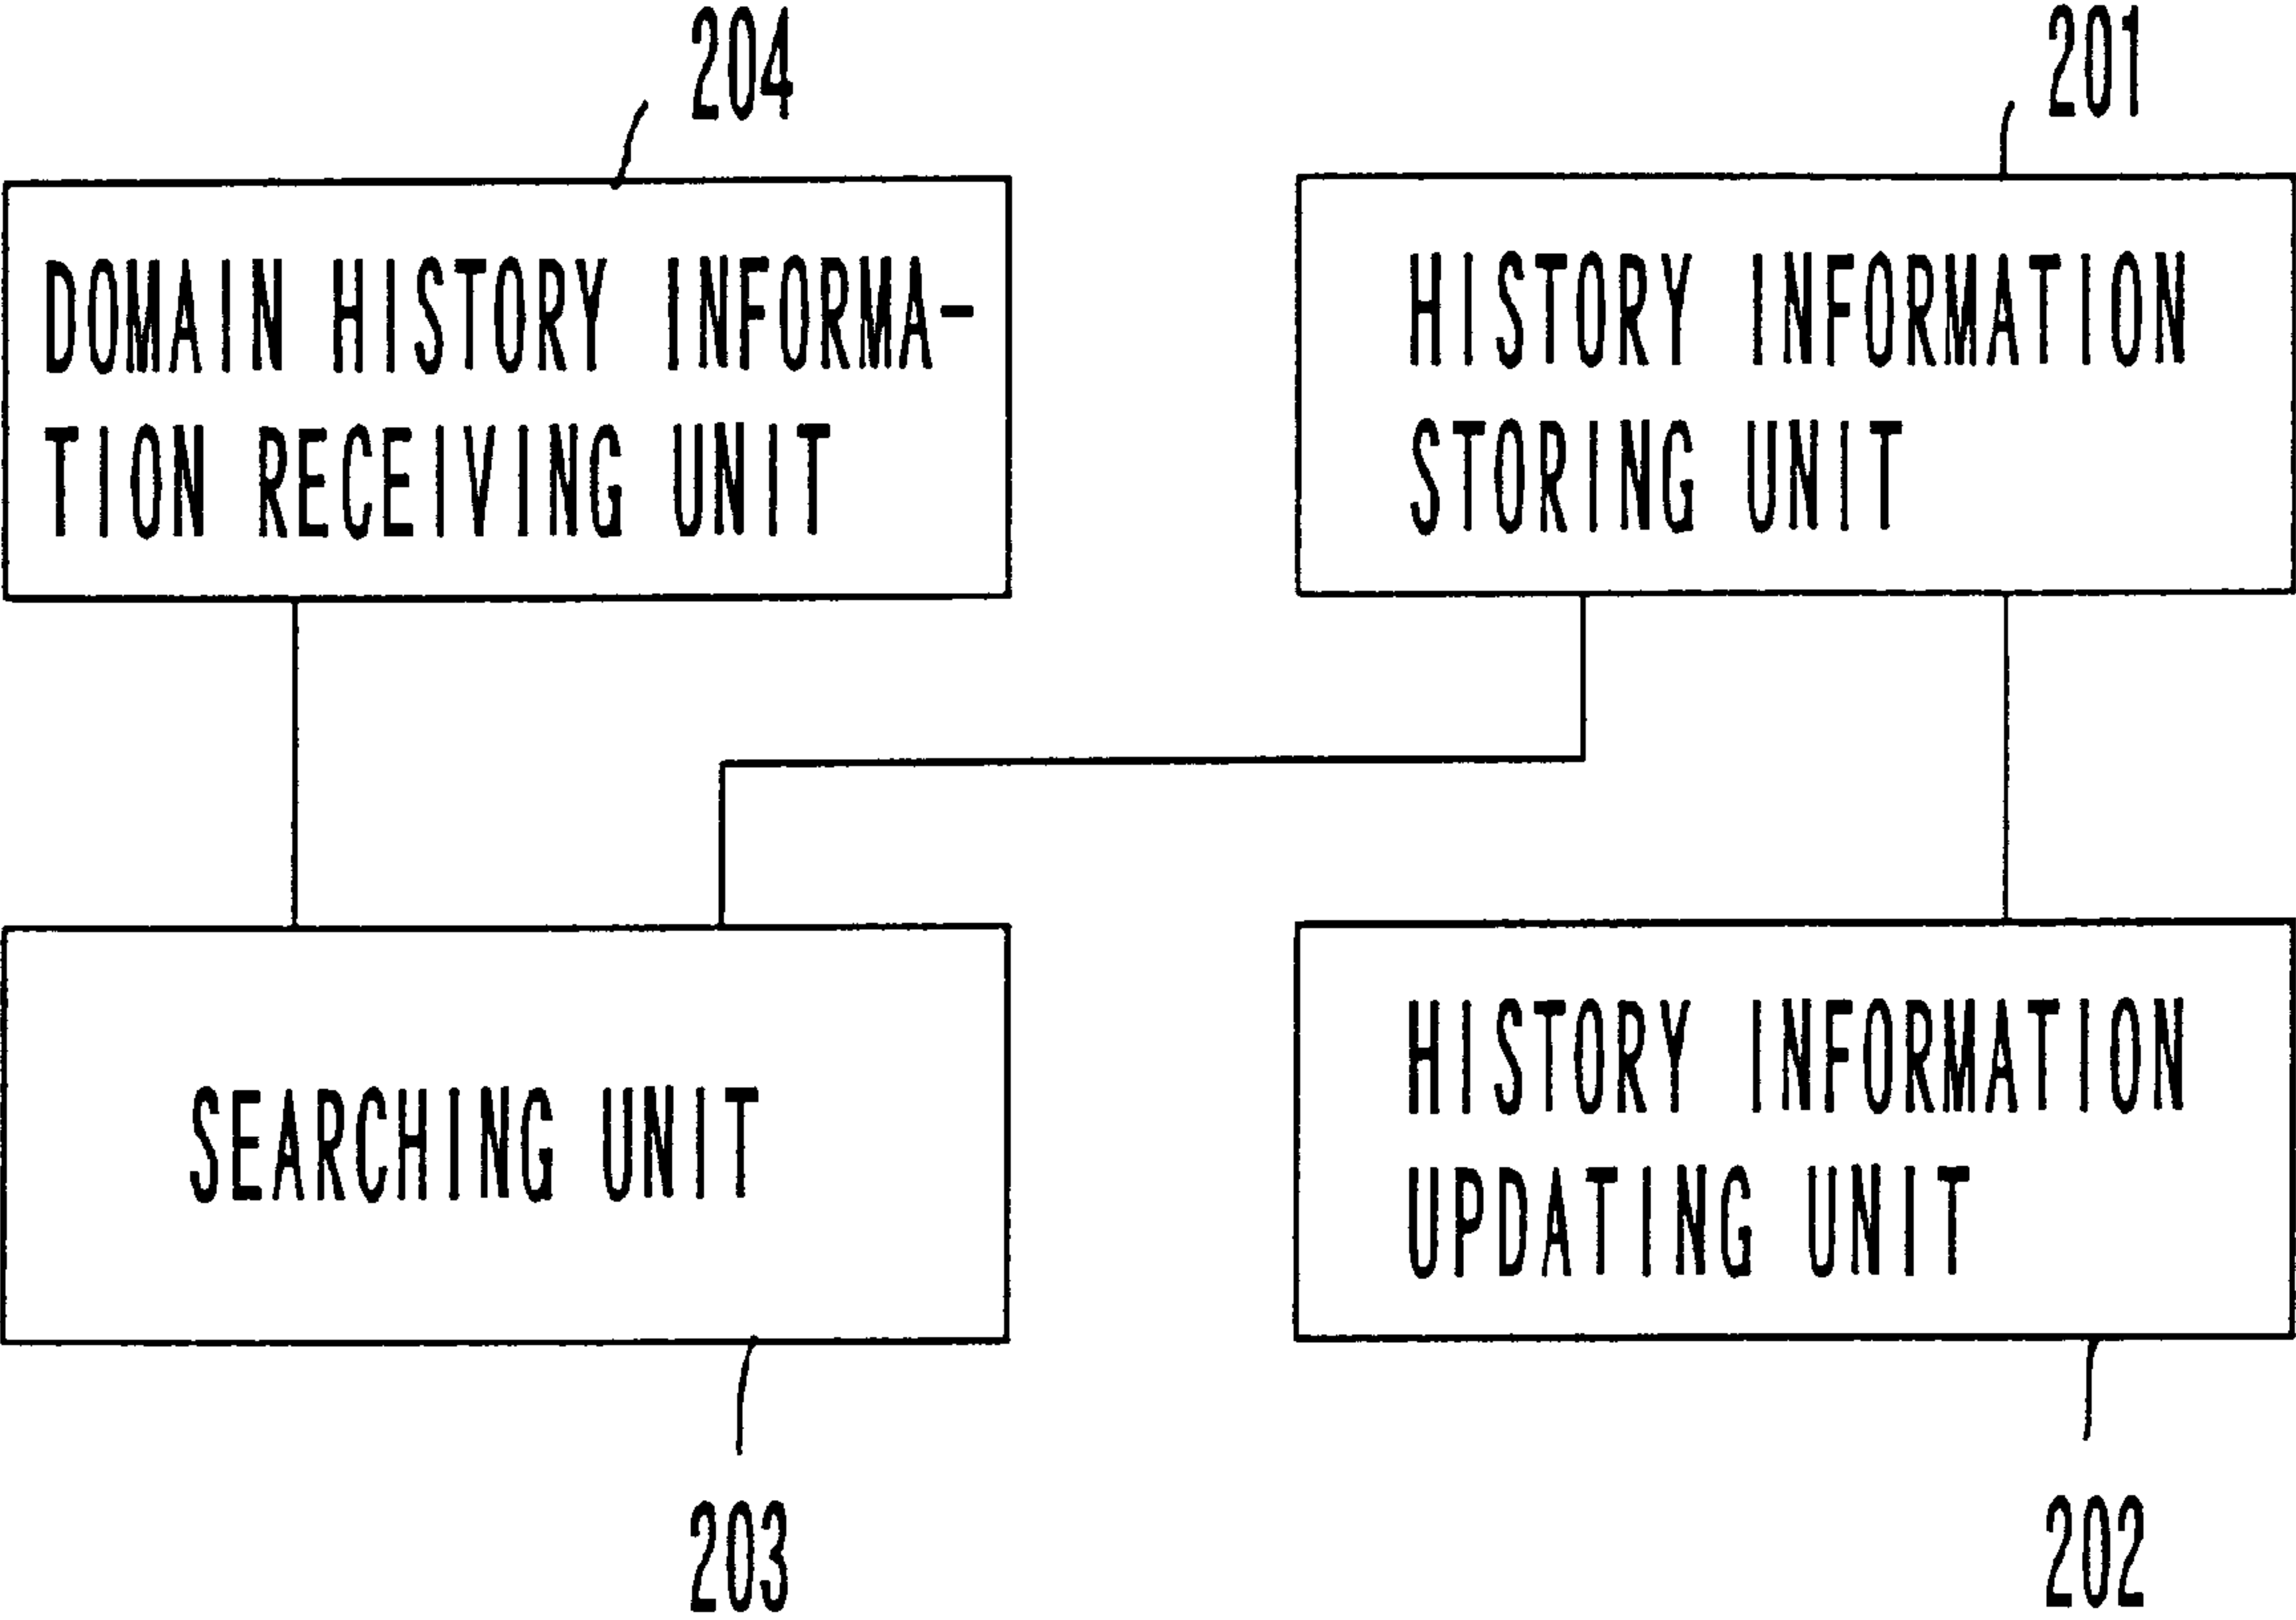 204
201
DOMAIN HISTORY INFORMA-
TION RECEIVING UNIT
HISTORY INFORMATION
STORING UNIT
SEARCHING UNIT
HISTORY INFORMATION
UPDATING UNIT
203
202